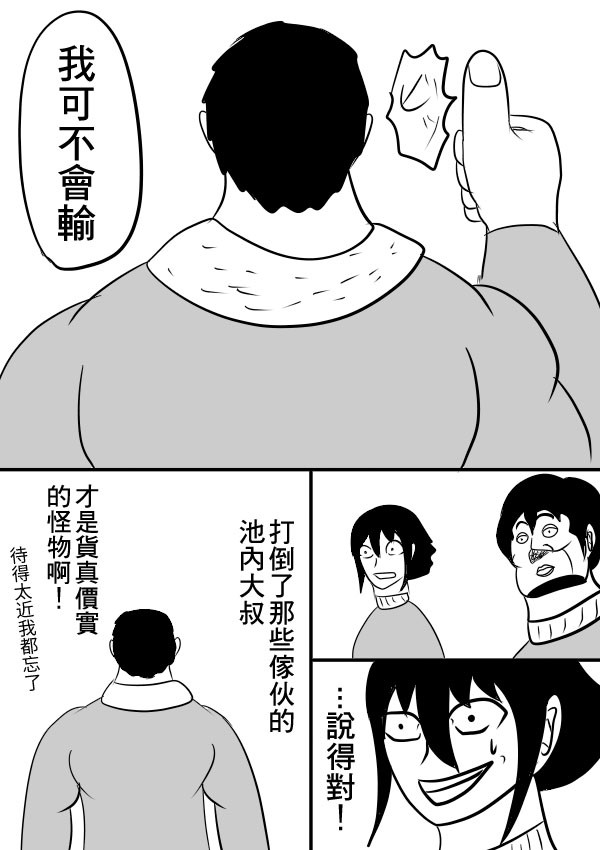 我可不會輸
…說得對！
打倒了那些傢伙的
池內大叔
才是貨真價實
的怪物啊！
待得太近我都忘了